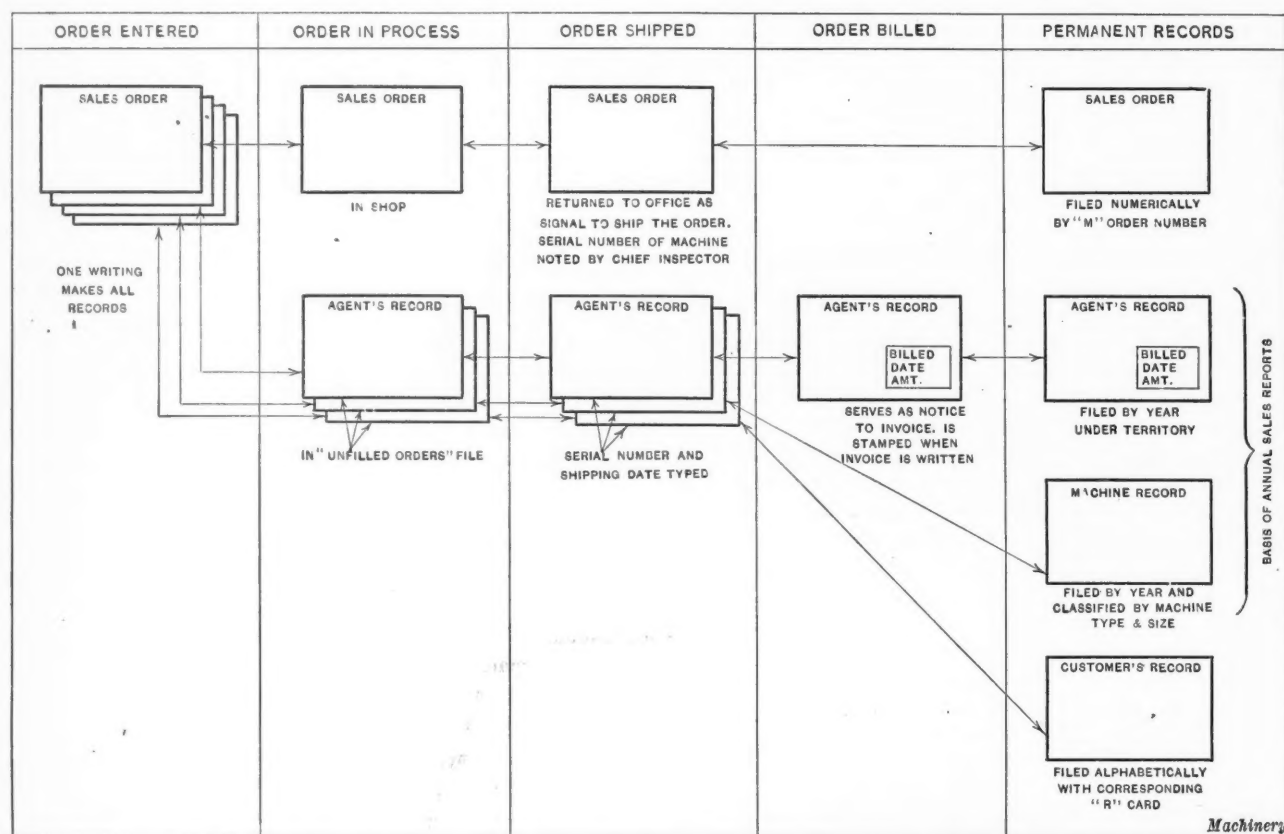 ORDER ENTERED
ORDER IN PROCESS
ORDER SHIPPED
ORDER BILLED
PERMANENT RECORDS
SALES ORDER
SALES ORDER
SALES ORDER
SALES ORDER
IN SHOP
RETURNED TO OFFICE AS
SIGNAL TO SHIP THE ORDER.
SERIAL NUMBER OF MACHINE
NOTED BY CHIEF INSPECTOR
FILED NUMERICALLY
BY "M" ORDER NUMBER
ONE WRITING
MAKES ALL
RECORDS
AGENT'S RECORD
AGENT'S RECORD
AGENT'S RECORD
BILLED
DATE
AMT.
AGENT'S RECORD
BILLED
DATE
AMT.
IN "UNFILLED ORDERS" FILE
SERIAL NUMBER AND
SHIPPING DATE TYPED
SERVES AS NOTICE
TO INVOICE. IS
STAMPED WHEN
INVOICE IS WRITTEN
FILED BY YEAR
UNDER TERRITORY
MACHINE RECORD
FILED BY YEAR AND
CLASSIFIED BY MACHINE
TYPE & SIZE
BASIS OF ANNUAL SALES REPORTS
CUSTOMER'S RECORD
FILED ALPHABETICALLY
WITH CORRESPONDING
"R" CARD
Machinery